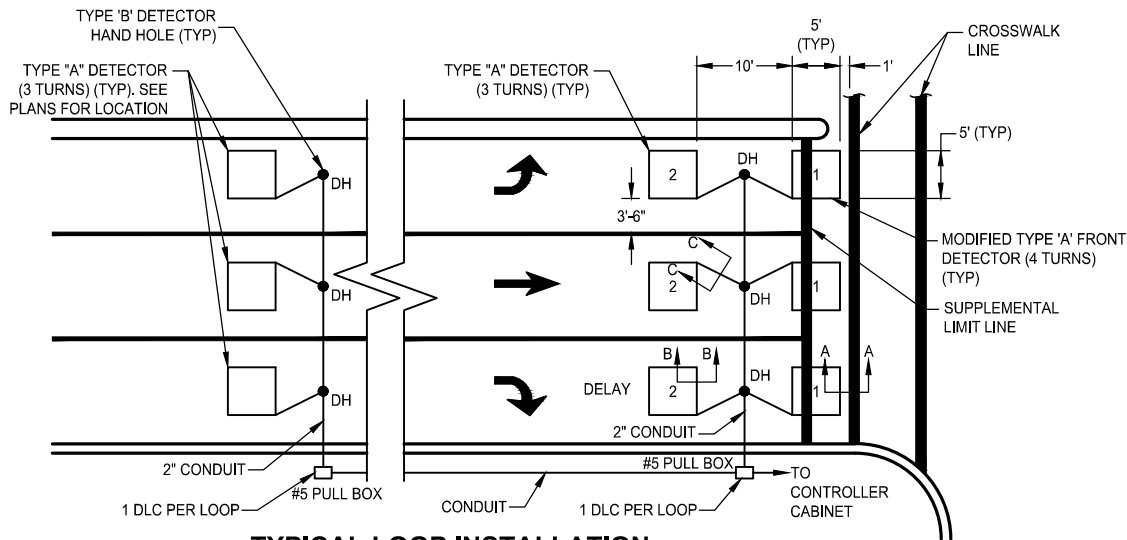 TYPE 'B' DETECTOR
HAND HOLE (TYP)
TYPE "A" DETECTOR
(3 TURNS) (TYP). SEE
PLANS FOR LOCATION
TYPE "A" DETECTOR
(3 TURNS) (TYP)
10'
5'
(TYP)
1'
CROSSWALK
LINE
5' (TYP)
DH
2
DH
1
3'-6"
MODIFIED TYPE 'A' FRONT
DETECTOR (4 TURNS)
(TYP)
SUPPLEMENTAL
LIMIT LINE
C
C
DH
2
DH
1
B
B
A
A
DH
DELAY
2
DH
1
2" CONDUIT
2" CONDUIT
#5 PULL BOX
#5 PULL BOX
1 DLC PER LOOP
CONDUIT
1 DLC PER LOOP
TO
CONTROLLER
CABINET
TYPICAL LOOP INSTALLATION